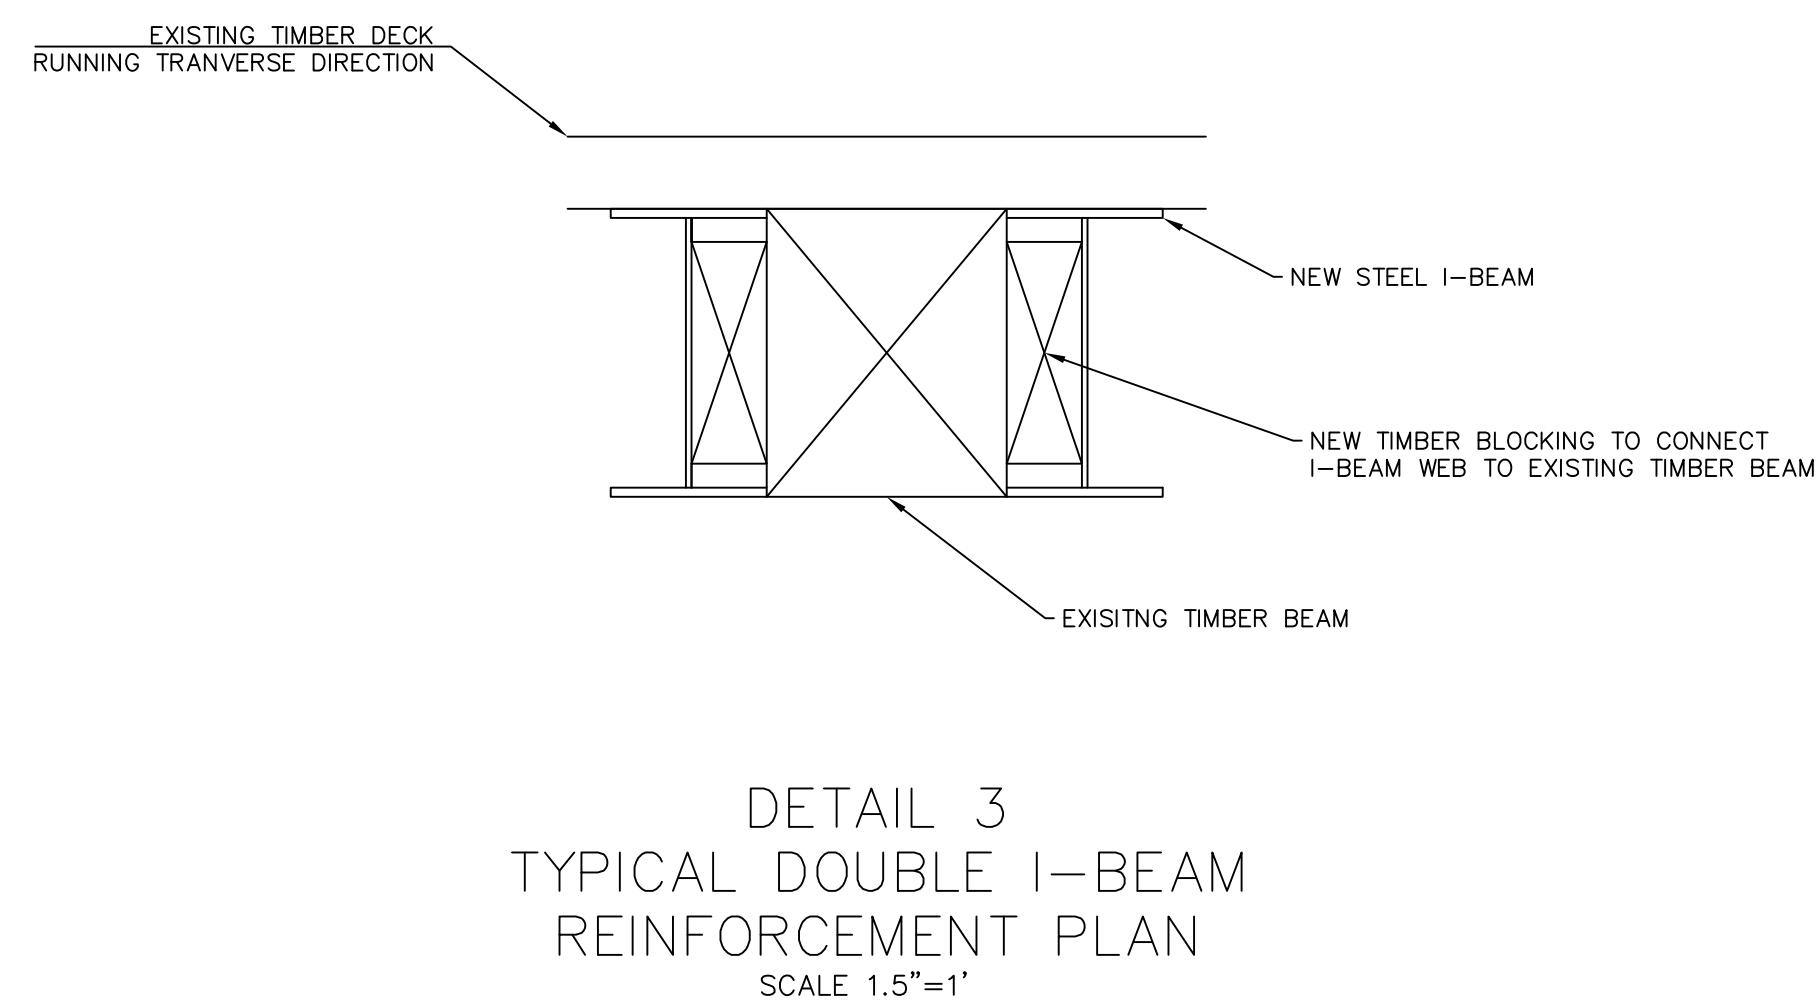 EXISTING TIMBER DECK
RUNNING TRANVERSE DIRECTION
NEW STEEL I-BEAM
NEW TIMBER BLOCKING TO CONNECT
I-BEAM WEB TO EXISTING TIMBER BEAM
EXISITNG TIMBER BEAM
DETAIL 3
TYPICAL DOUBLE I-BEAM
REINFORCEMENT PLAN
SCALE 1.5"=1'